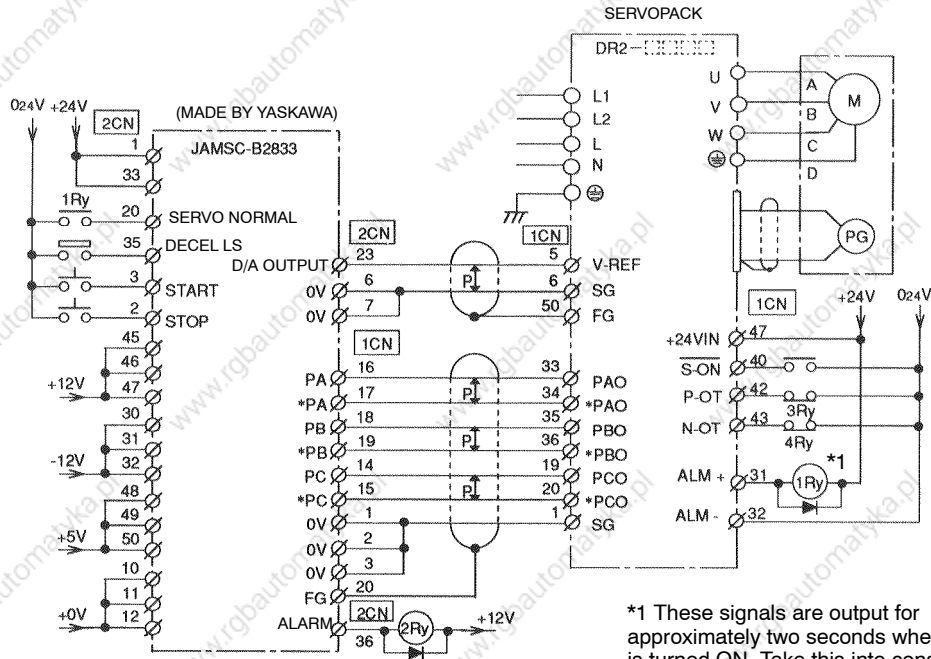 SERVOPACK
DR2-
(MADE BY YASKAWA)
JAMSC-B2833
024V +24V
2CN
1
33
1Ry
20 SERVO NORMAL
35 DECEL LS
3 START
2 STOP
45
46
+12V 47
30
31
-12V 32
48
49
+5V 50
10
11
+0V 12
2CN
D/A OUTPUT 23
0V 6
0V 7
1CN
PA 16
*PA 17
PB 18
*PB 19
PC 14
*PC 15
0V 1
0V 2
0V 3
FG 20
ALARM 2CN
36
2Ry
+12V
P
P
P
P
1CN
5 V-REF
6 SG
50 FG
33 PAO
34 *PAO
35 PBO
36 *PBO
19 PCO
20 *PCO
1 SG
L1
L2
L
N
U
V
W
A
B
C
D
M
PG
1CN
+24V 024V
+24VIN 47
S-ON 40
P-OT 42
3Ry
N-OT 43
4Ry
ALM + 31
1Ry
*1
ALM - 32
*1 These signals are output for
approximately two seconds whe
is turned ON. Take this into cons
www.rgbautomatyka.pl